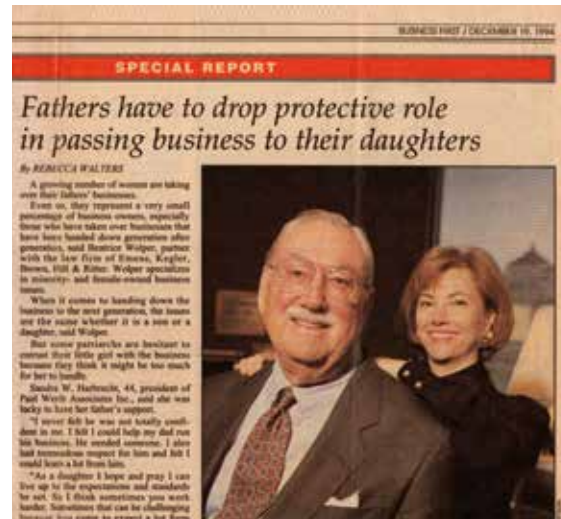 BUSINESS FIRST / DECEMBER 19, 1994
SPECIAL REPORT
Fathers have to drop protective role
in passing business to their daughters
By REBECCA WALTERS
A growing number of women are taking
over their fathers' businesses.
Even so, they represent a very small
percentage of business owners, especially
those who have taken over businesses that
have been handed down generation after
generation, said Beatrice Wolper, partner
with the law firm of Emens, Kegler,
Brown, Hill & Ritter. Wolper specializes
in minority- and female-owned business
issues.
When it comes to handing down the
business to the next generation, the issues
are the same whether it is a son or a
daughter, said Wolper.
But some patriarchs are hesitant to
entrust their little girl with the business
because they think it might be too much
for her to handle.
Sandra W. Harbrecht, 44, president of
Paul Werth Associates Inc., said she was
lucky to have her father's support.
"I never felt he was not totally confi-
dent in me. I felt I could help my dad run
his business. He needed someone. I also
had tremendous respect for him and felt I
could learn a lot from him.
"As a daughter I hope and pray I can
live up to the expectations and standards
he set. So I think sometimes you work
harder. Sometimes that can be challenging
because you come to expect a lot from